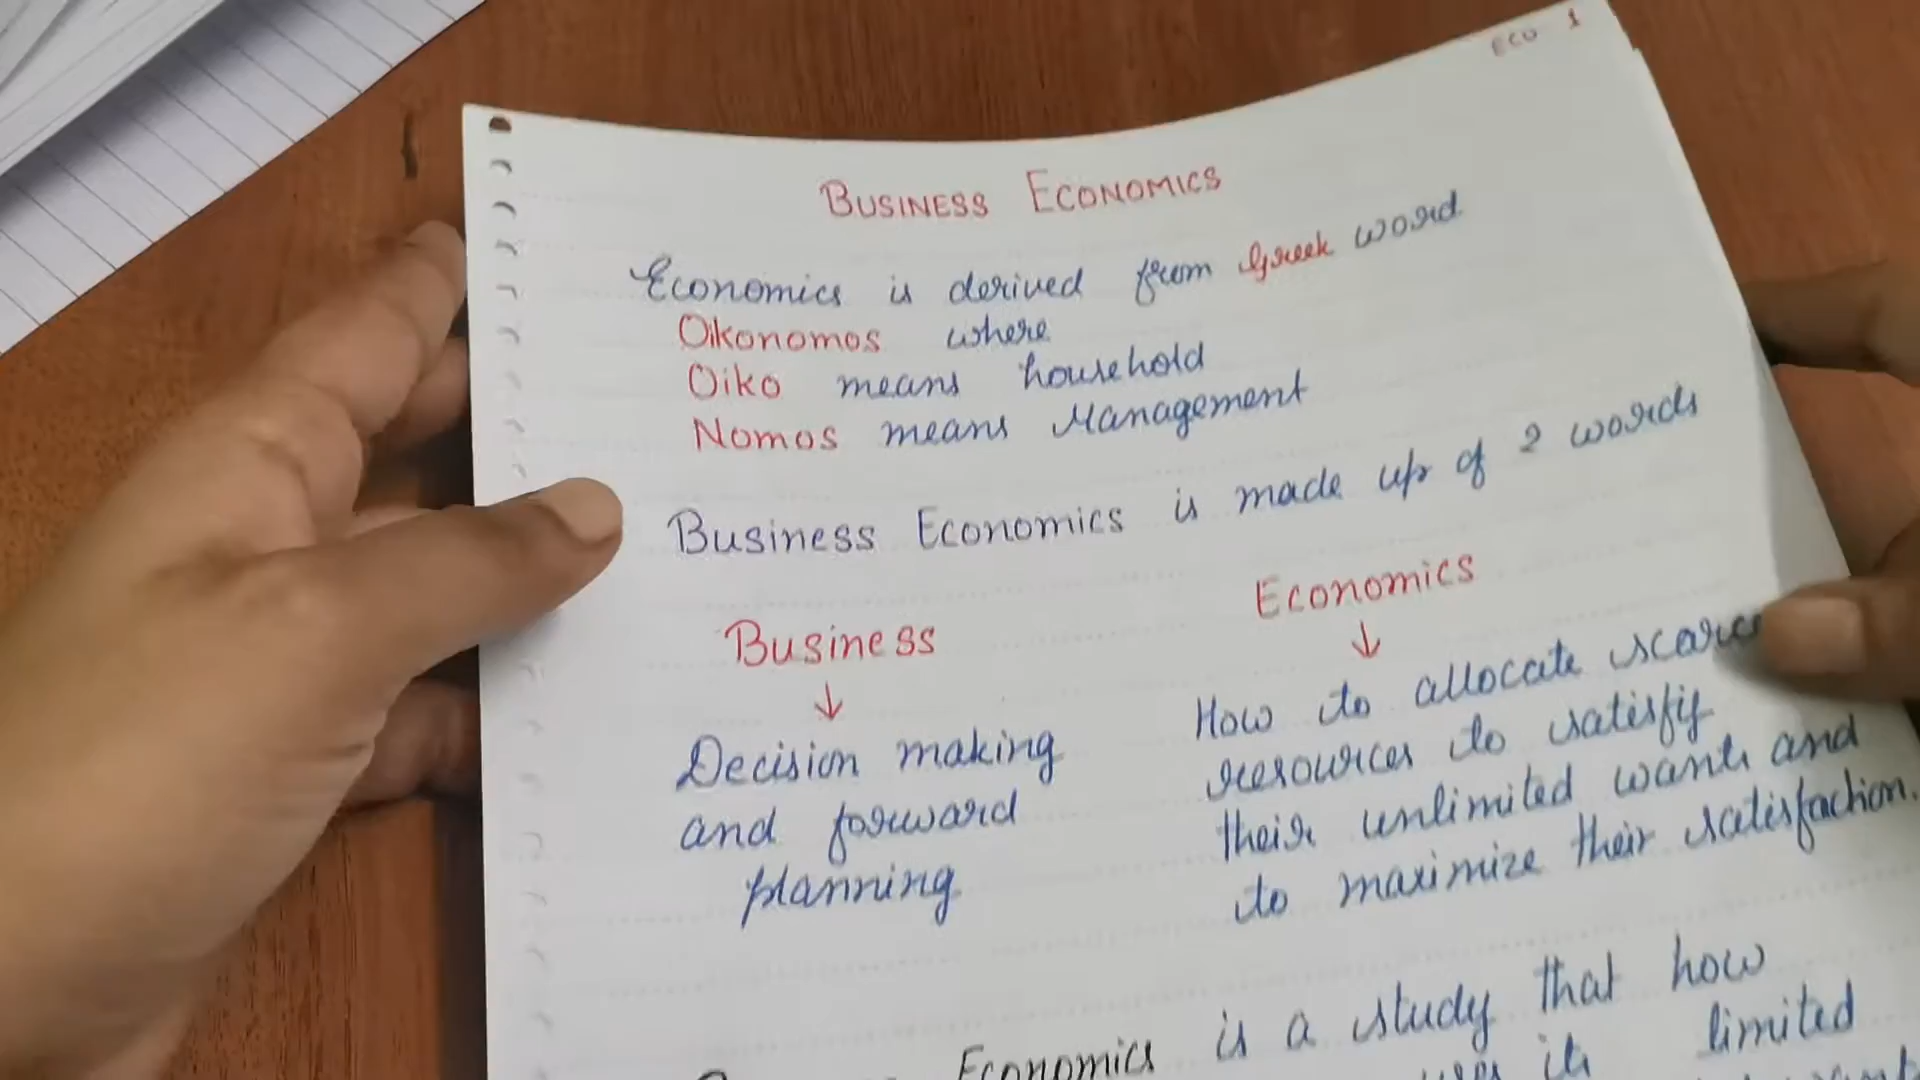 ECO 1
BUSINESS ECONOMICS
Economics is derived from Greek word
Oikonomos where
Oiko means household
Nomos means Management
Business Economics is made up of 2 words
Business
↓
Decision making
and forward
planning
Economics
↓
How to allocate scarce
resources to satisfy
their unlimited wants and
to maximize their satisfaction.
Economics is a study that how
uses its limited